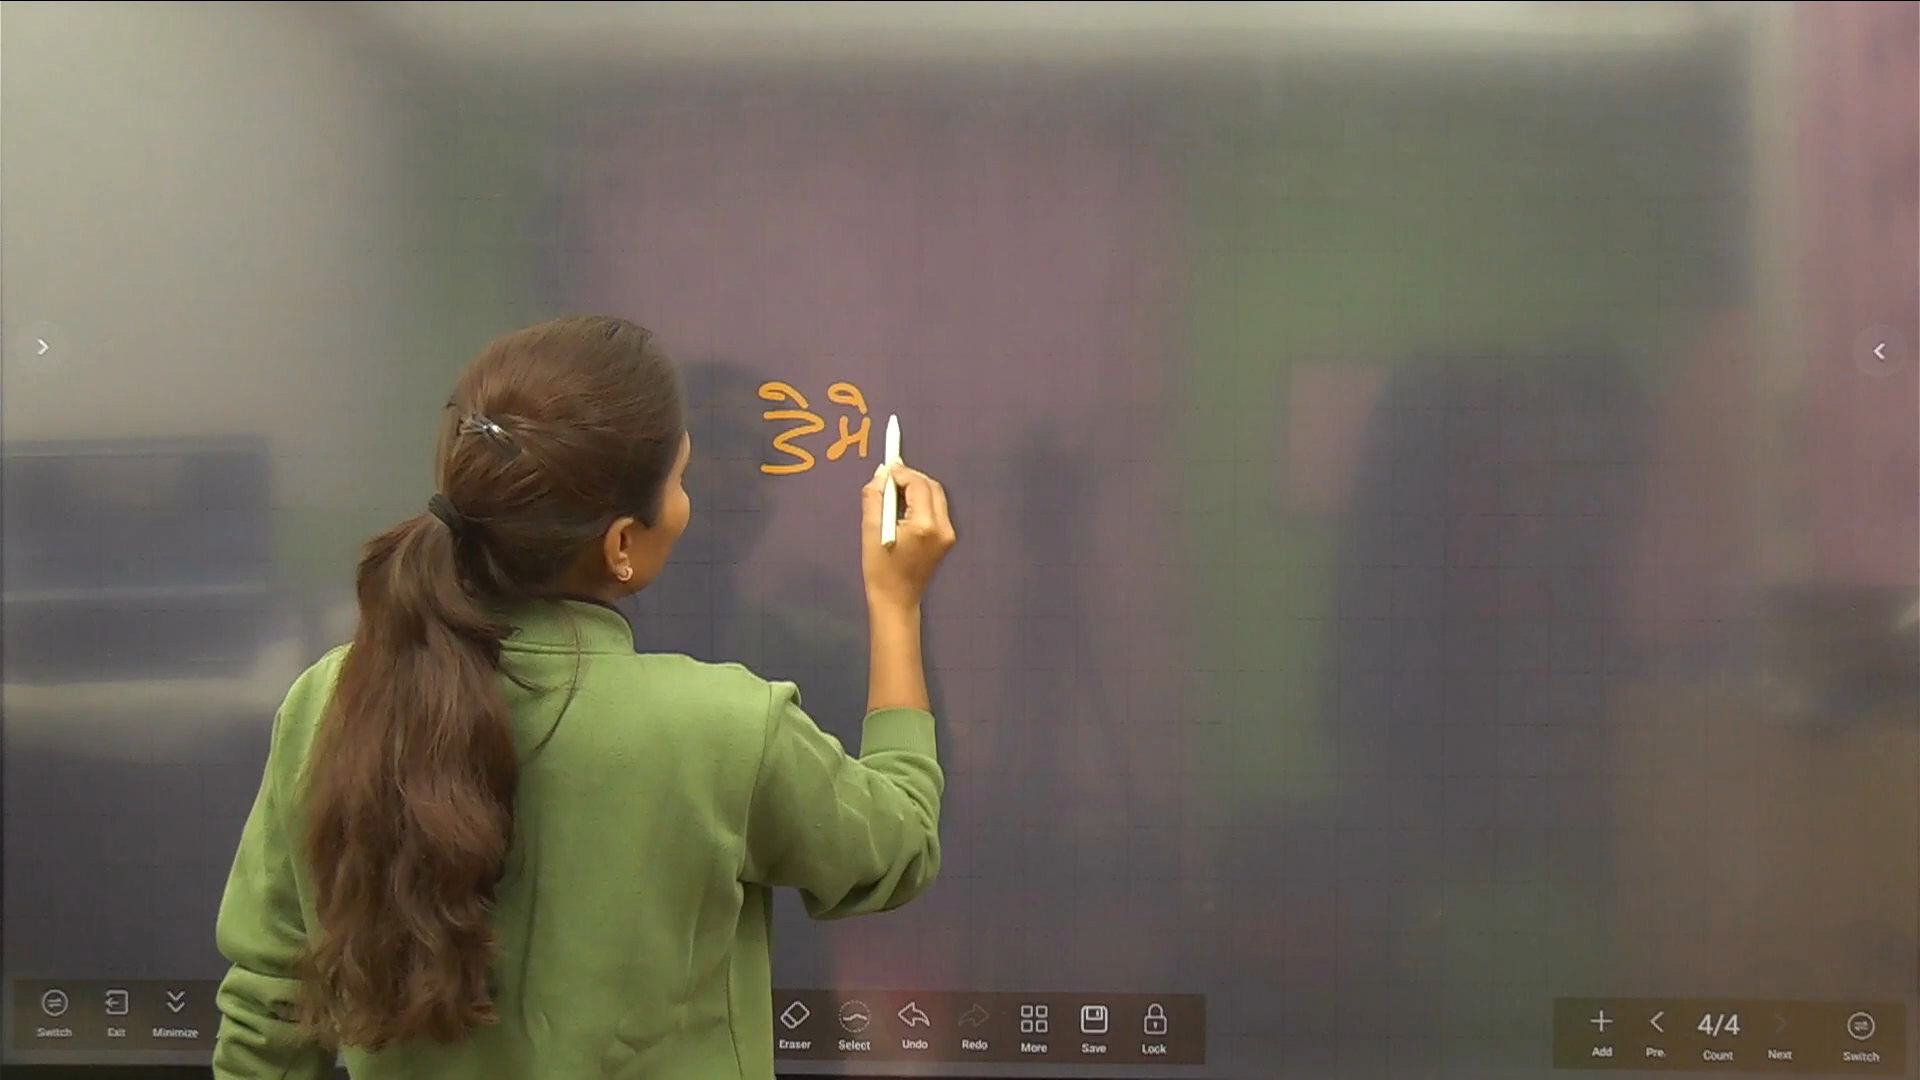 ડેમે
Switch
Exit
Minimize
Eraser
Select
Undo
Redo
More
Save
Lock
Add
Pre.
4/4
Count
Next
Switch